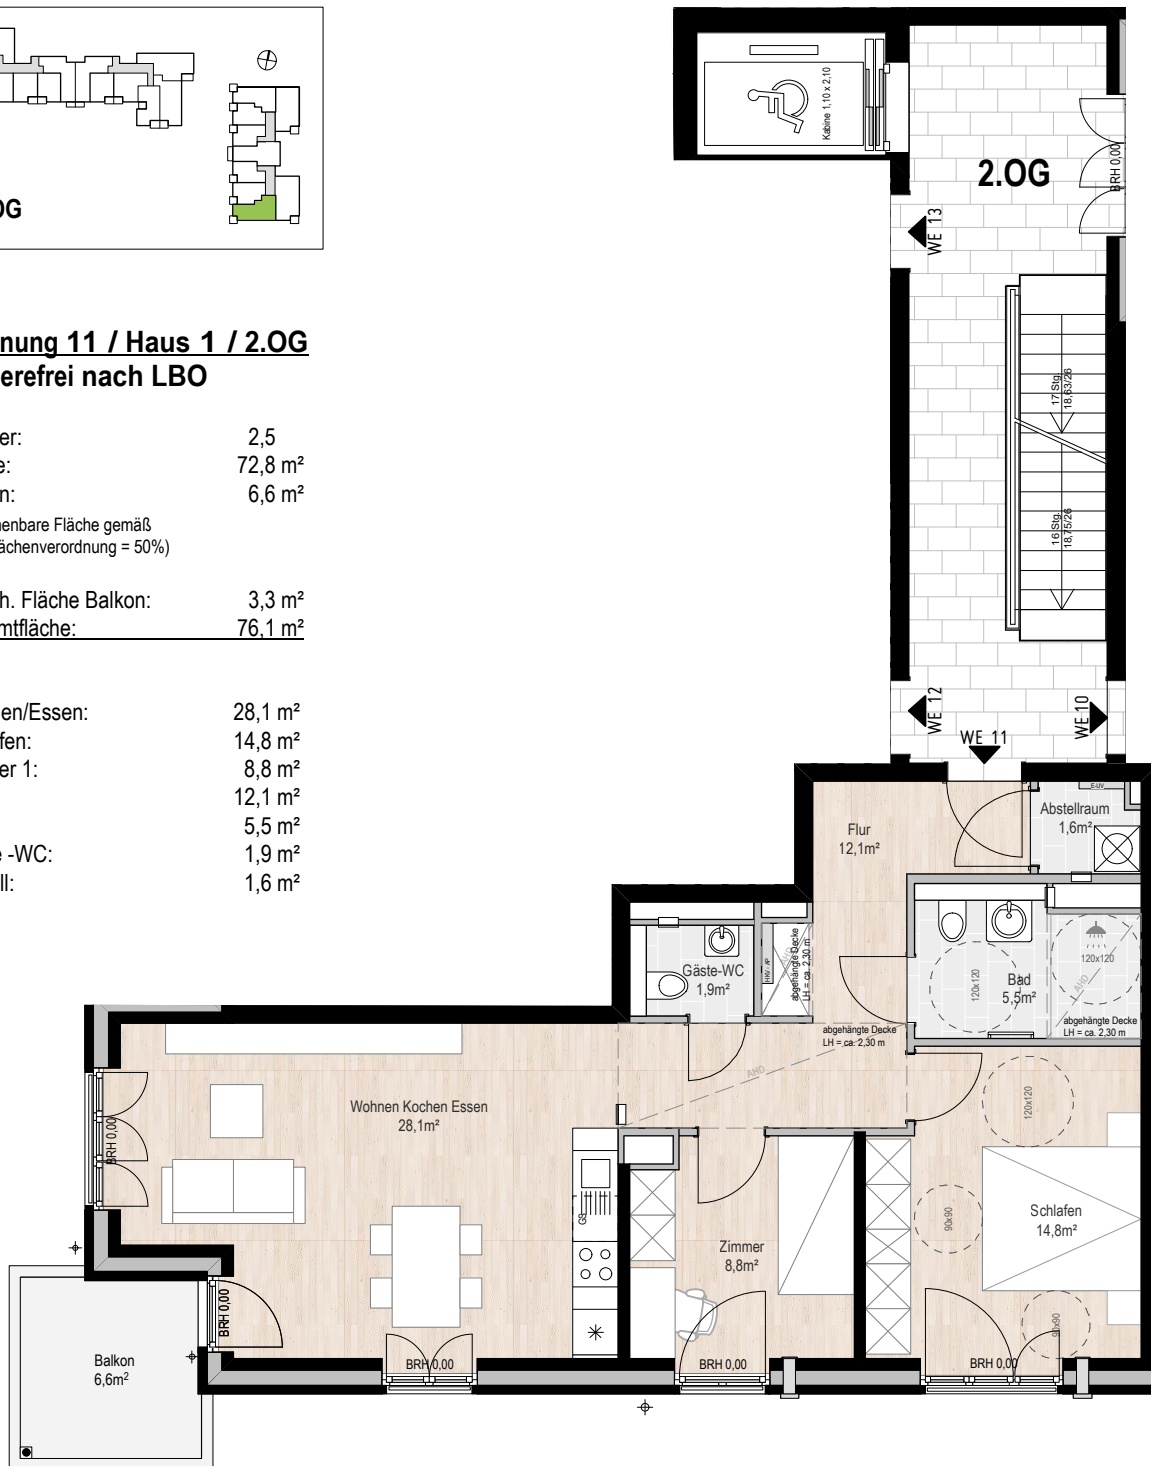 OG
nung 11 / Haus 1 / 2.OG
erefrei nach LBO
er: 2,5
e: 72,8 m²
n: 6,6 m²
enbare Fläche gemäß
ächenverordnung = 50%)
h. Fläche Balkon: 3,3 m²
mtfläche: 76,1 m²
en/Essen: 28,1 m²
fen: 14,8 m²
er 1: 8,8 m²
12,1 m²
5,5 m²
e -WC: 1,9 m²
ll: 1,6 m²
Kabine 1,10 x 2,10
2.OG
BRH 0,00
WE 13
17 Stg.
18,63/26
16 Stg.
18,75/26
WE 12
WE 10
WE 11
Flur
12,1m²
E-UV
Abstellraum
1,6m²
Gäste-WC
1,9m²
HKV - AP
AHD
abgehängte Decke
LH = ca. 2,30 m
120x120
Bad
5,5m²
120x120
AHD
abgehängte Decke
LH = ca. 2,30 m
abgehängte Decke
LH = ca. 2,30 m
AHD
Wohnen Kochen Essen
28,1m²
BRH 0,00
GS
Zimmer
8,8m²
120x120
90x90
Schlafen
14,8m²
90x90
BRH 0,00
BRH 0,00
BRH 0,00
BRH 0,00
Balkon
6,6m²